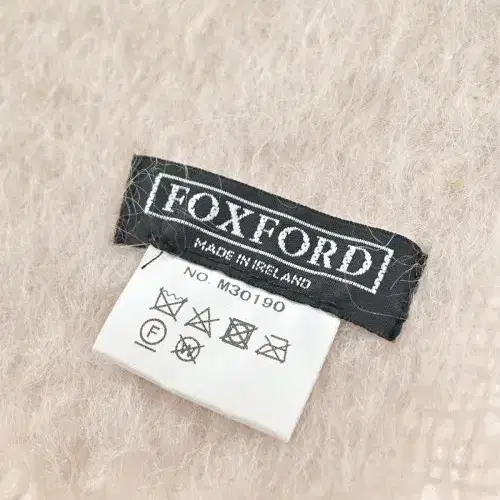 FOXFORD
MADE IN IRELAND
NO. M30190
F
W